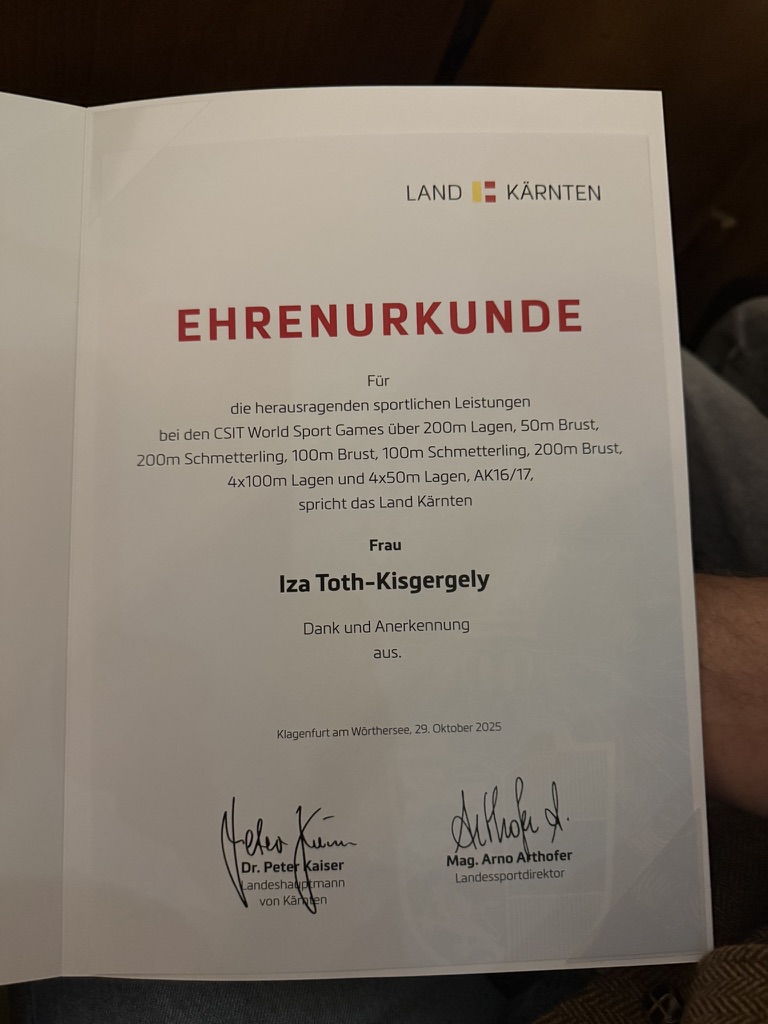 LAND KÄRNTEN
EHRENURKUNDE
Für
die herausragenden sportlichen Leistungen
bei den CSIT World Sport Games über 200m Lagen, 50m Brust,
200m Schmetterling, 100m Brust, 100m Schmetterling, 200m Brust,
4x100m Lagen und 4x50m Lagen, AK16/17,
spricht das Land Kärnten
Frau
Iza Toth-Kisgergely
Dank und Anerkennung
aus.
Klagenfurt am Wörthersee, 29. Oktober 2025
Dr. Peter Kaiser
Landeshauptmann
von Kärnten
Mag. Arno Arthofer
Landessportdirektor